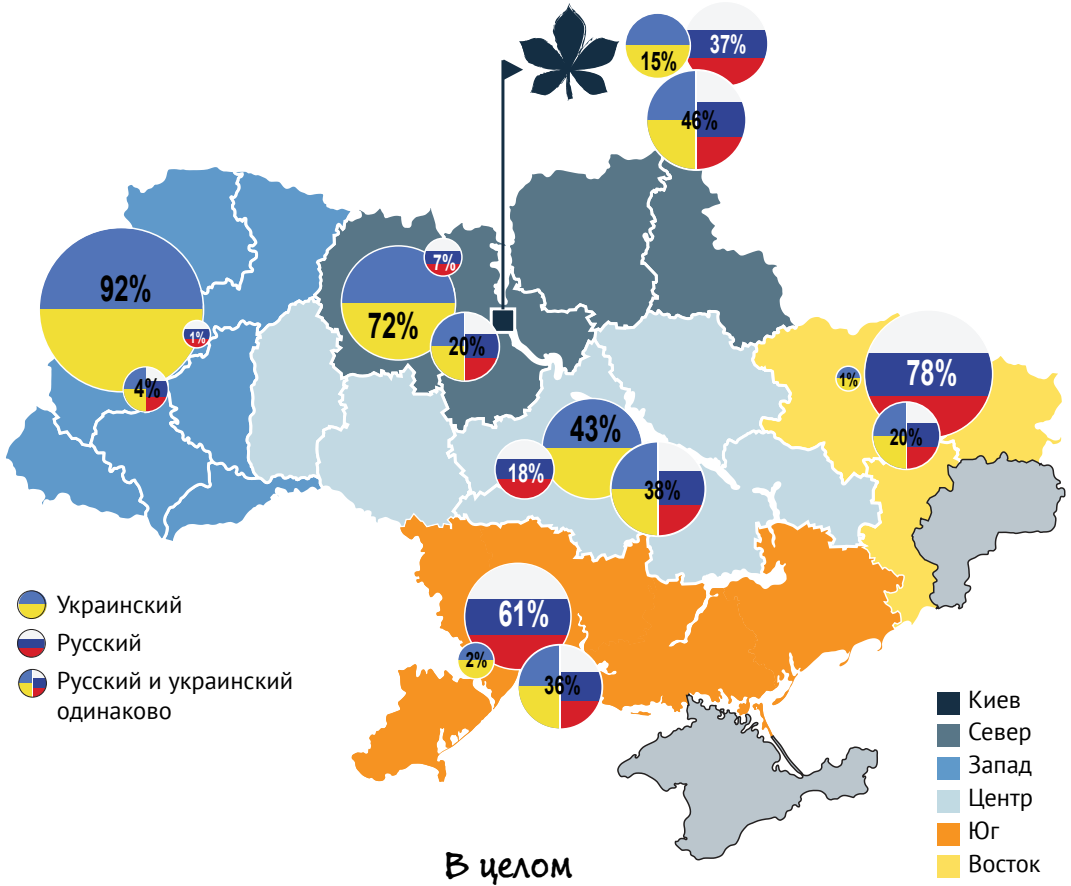 15%
37%
46%
92%
1%
4%
7%
72%
20%
1%
78%
20%
43%
18%
38%
61%
2%
36%
Украинский
Русский
Русский и украинский
одинаково
Киев
Север
Запад
Центр
Юг
Восток
В целом